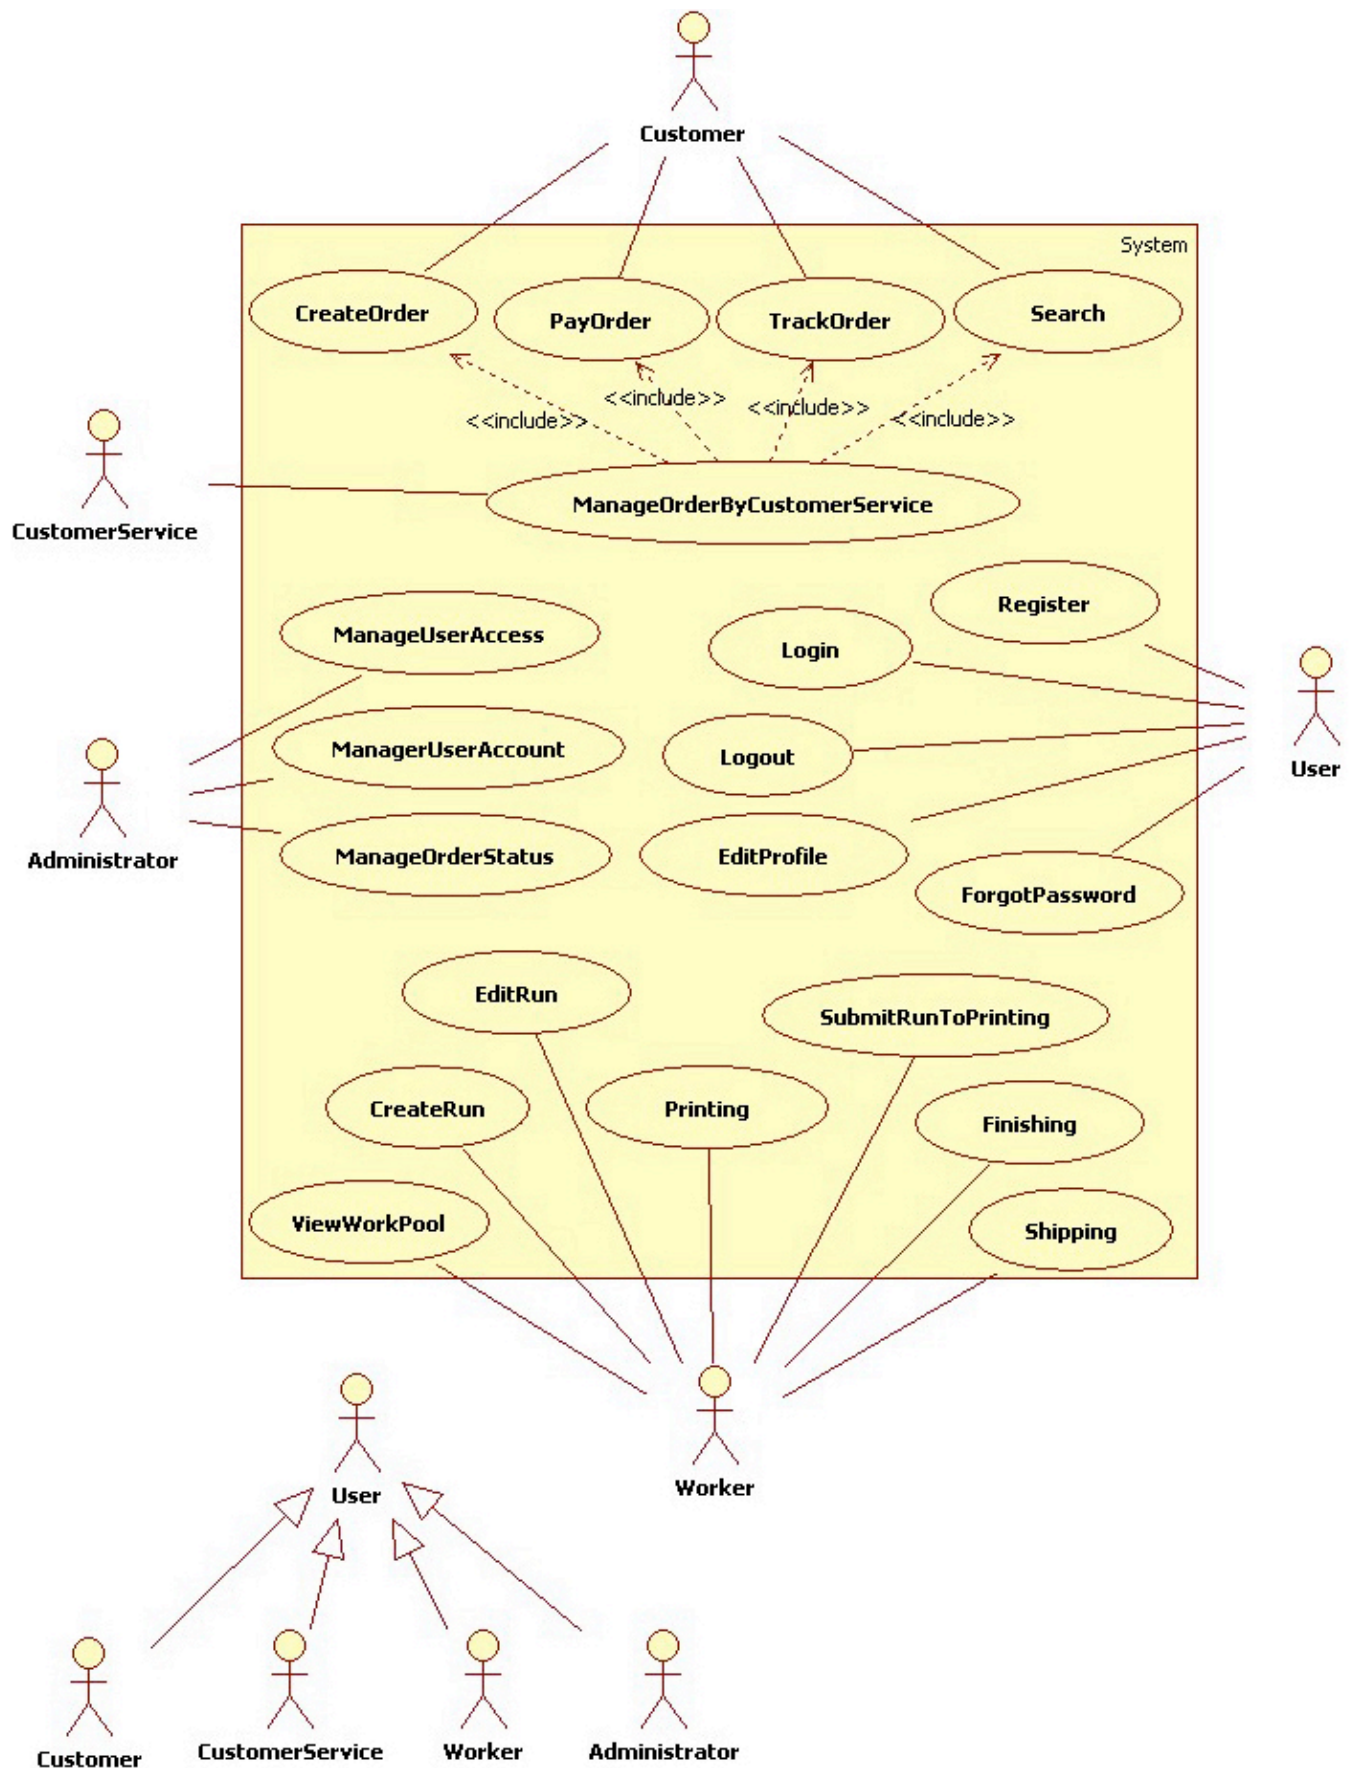 Customer
System
CreateOrder
PayOrder
TrackOrder
Search
<<include>>
<<include>>
<<include>>
<<include>>
CustomerService
ManageOrderByCustomerService
Register
ManageUserAccess
Login
ManagerUserAccount
Logout
User
Administrator
ManageOrderStatus
EditProfile
ForgotPassword
EditRun
SubmitRunToPrinting
CreateRun
Printing
Finishing
ViewWorkPool
Shipping
Worker
User
Customer
CustomerService
Worker
Administrator